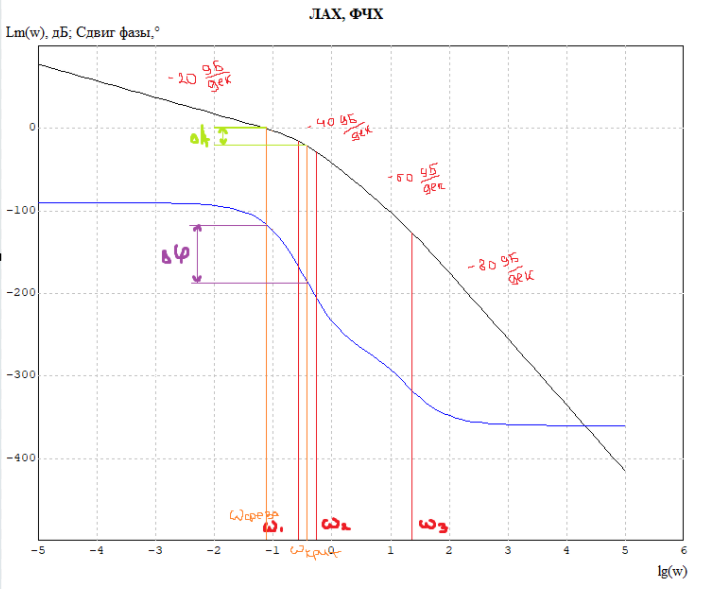 ЛАХ, ФЧХ
Lm(w), дБ; Сдвиг фазы,°
-20 дБ/дек
0
Δh
-40 дБ/дек
-60 дБ/дек
-100
Δφ
-80 дБ/дек
-200
-300
-400
ωсреза
ω₁
ω₂
ω₃
ωкрит
-5 -4 -3 -2 -1 0 1 2 3 4 5 6
lg(w)